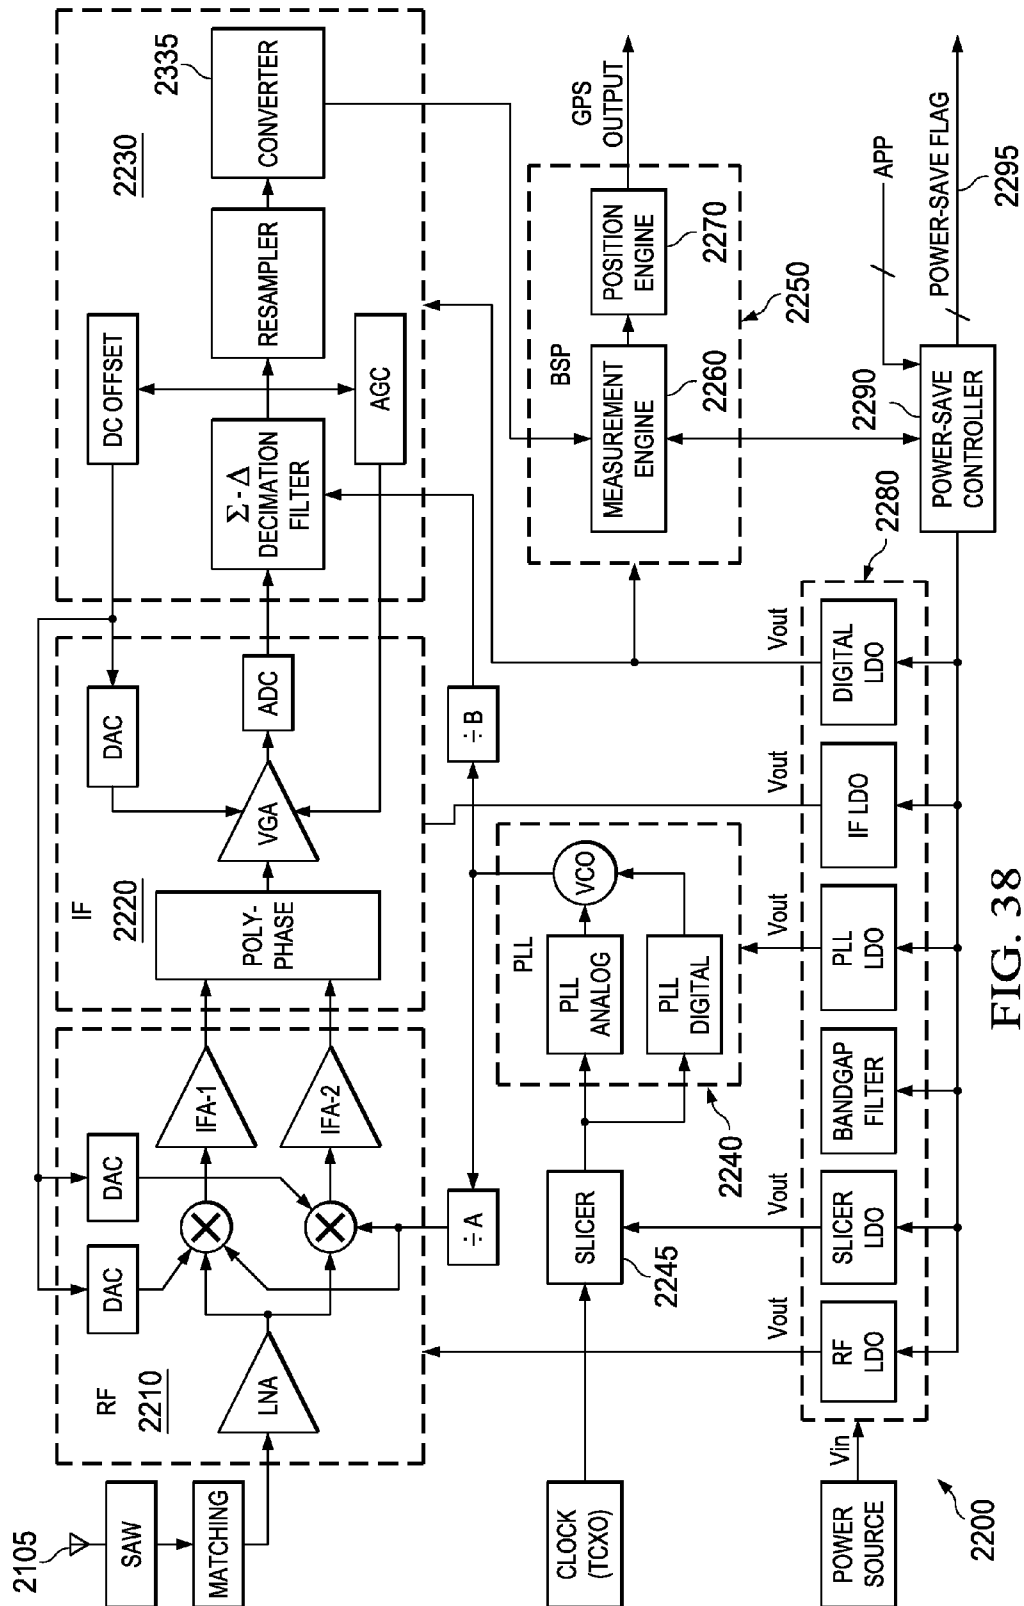 2105
SAW
MATCHING
RF
2210
LNA
DAC
DAC
IFA-1
IFA-2
÷ A
IF
2220
POLY-
PHASE
DAC
VGA
ADC
÷ B
2230
DC OFFSET
Σ - Δ
DECIMATION
FILTER
AGC
RESAMPLER
CONVERTER
2335
CLOCK
(TCXO)
SLICER
2245
PLL
2240
PLL
ANALOG
PLL
DIGITAL
VCO
BSP
MEASUREMENT
ENGINE
2260
POSITION
ENGINE
2270
2250
GPS
OUTPUT
POWER
SOURCE
Vin
2200
RF
LDO
Vout
SLICER
LDO
Vout
BANDGAP
FILTER
PLL
LDO
Vout
IF LDO
Vout
DIGITAL
LDO
Vout
2280
POWER-SAVE
CONTROLLER
2290
APP
POWER-SAVE FLAG
2295
FIG. 38